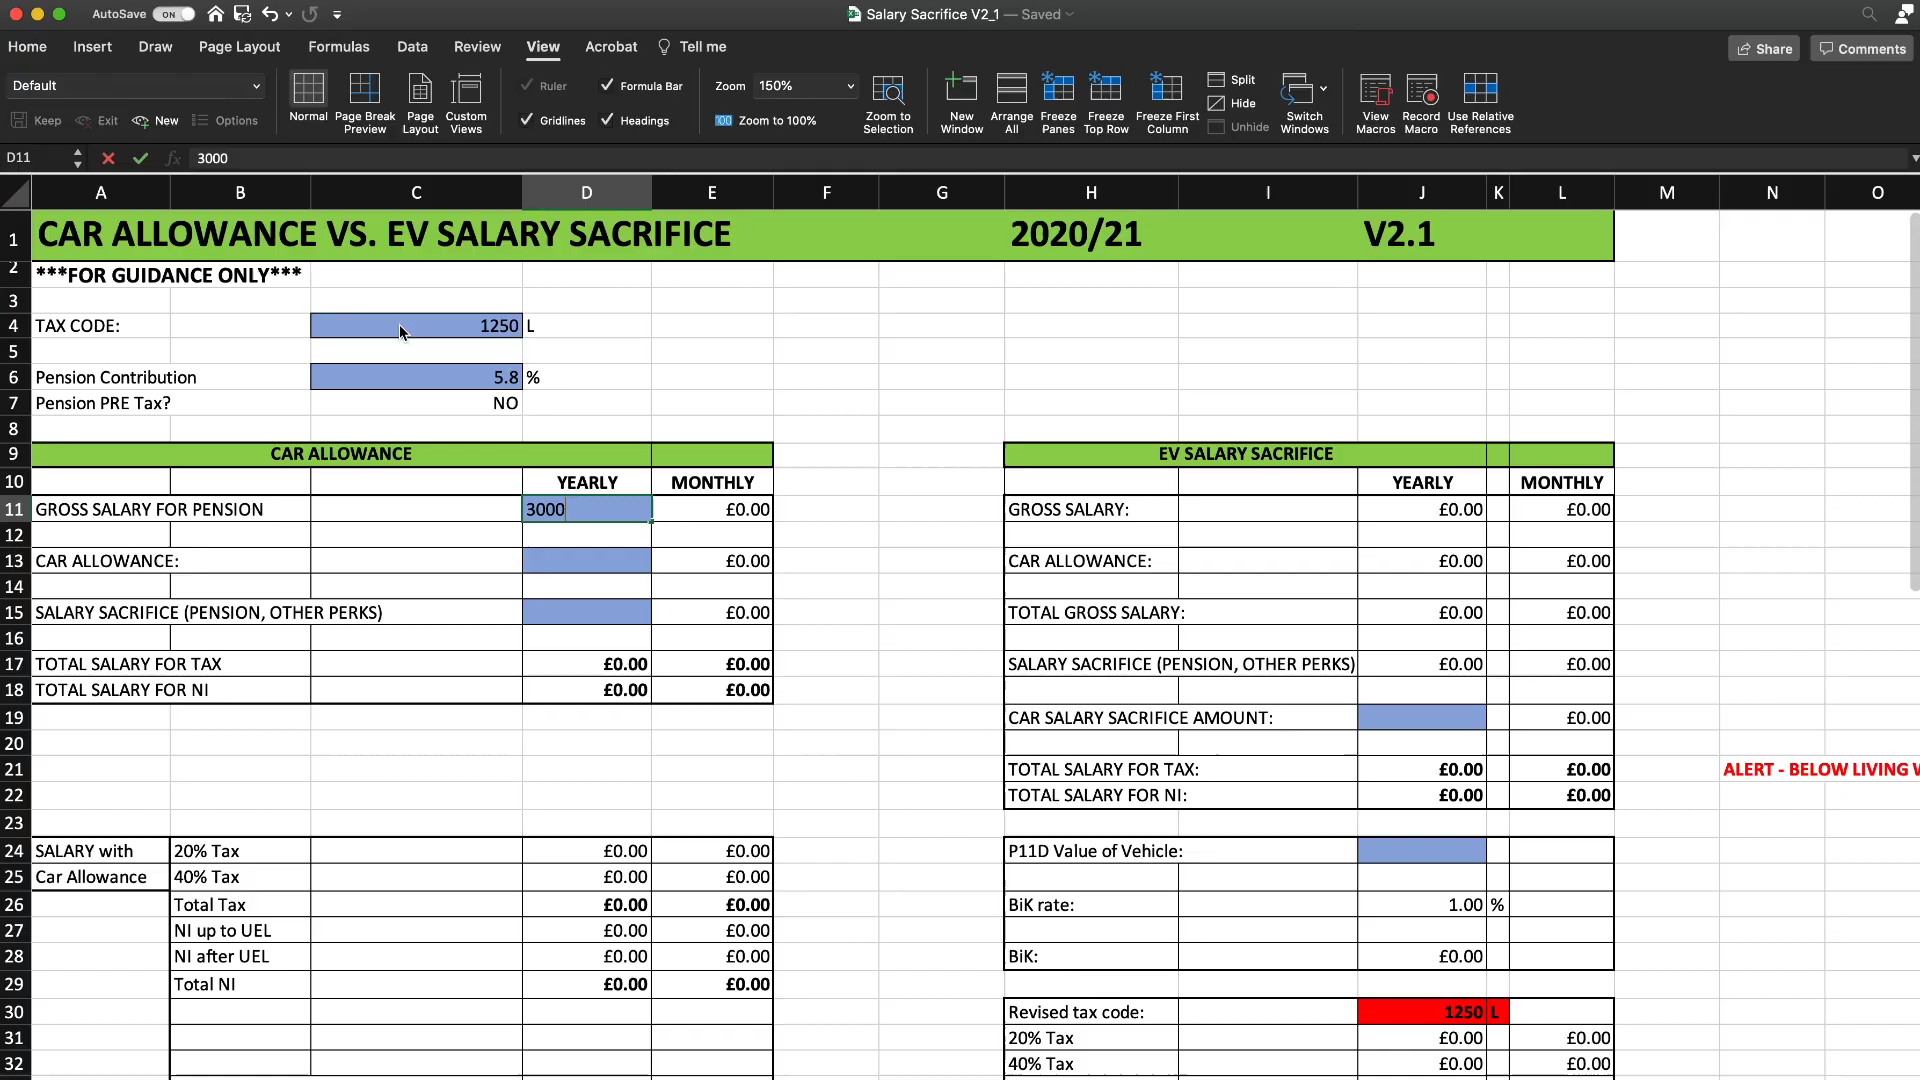 AutoSave ON Salary Sacrifice V2_1 — Saved
Home Insert Draw Page Layout Formulas Data Review View Acrobat Tell me Share Comments
Default Ruler Formula Bar Zoom 150% Split
Hide
Keep Exit New Options Gridlines Headings 100 Zoom to 100% Unhide
Normal Page Break Preview Page Layout Custom Views Zoom to Selection New Window Arrange All Freeze Panes Freeze Top Row Freeze First Column Switch Windows View Macros Record Macro Use Relative References
D11 fx 3000
A B C D E F G H I J K L M N O
1 CAR ALLOWANCE VS. EV SALARY SACRIFICE 2020/21 V2.1
2 ***FOR GUIDANCE ONLY***
3
4 TAX CODE: 1250 L
5
6 Pension Contribution 5.8 %
7 Pension PRE Tax? NO
8
9 CAR ALLOWANCE EV SALARY SACRIFICE
10 YEARLY MONTHLY YEARLY MONTHLY
11 GROSS SALARY FOR PENSION 3000 £0.00 GROSS SALARY: £0.00 £0.00
12
13 CAR ALLOWANCE: £0.00 CAR ALLOWANCE: £0.00 £0.00
14
15 SALARY SACRIFICE (PENSION, OTHER PERKS) £0.00 TOTAL GROSS SALARY: £0.00 £0.00
16
17 TOTAL SALARY FOR TAX £0.00 £0.00 SALARY SACRIFICE (PENSION, OTHER PERKS) £0.00 £0.00
18 TOTAL SALARY FOR NI £0.00 £0.00
19 CAR SALARY SACRIFICE AMOUNT: £0.00
20
21 TOTAL SALARY FOR TAX: £0.00 £0.00 ALERT - BELOW LIVING
22 TOTAL SALARY FOR NI: £0.00 £0.00
23
24 SALARY with 20% Tax £0.00 £0.00 P11D Value of Vehicle:
25 Car Allowance 40% Tax £0.00 £0.00
26 Total Tax £0.00 £0.00 BiK rate: 1.00 %
27 NI up to UEL £0.00 £0.00
28 NI after UEL £0.00 £0.00 BiK: £0.00
29 Total NI £0.00 £0.00
30 Revised tax code: 1250 L
31 20% Tax £0.00 £0.00
32 40% Tax £0.00 £0.00